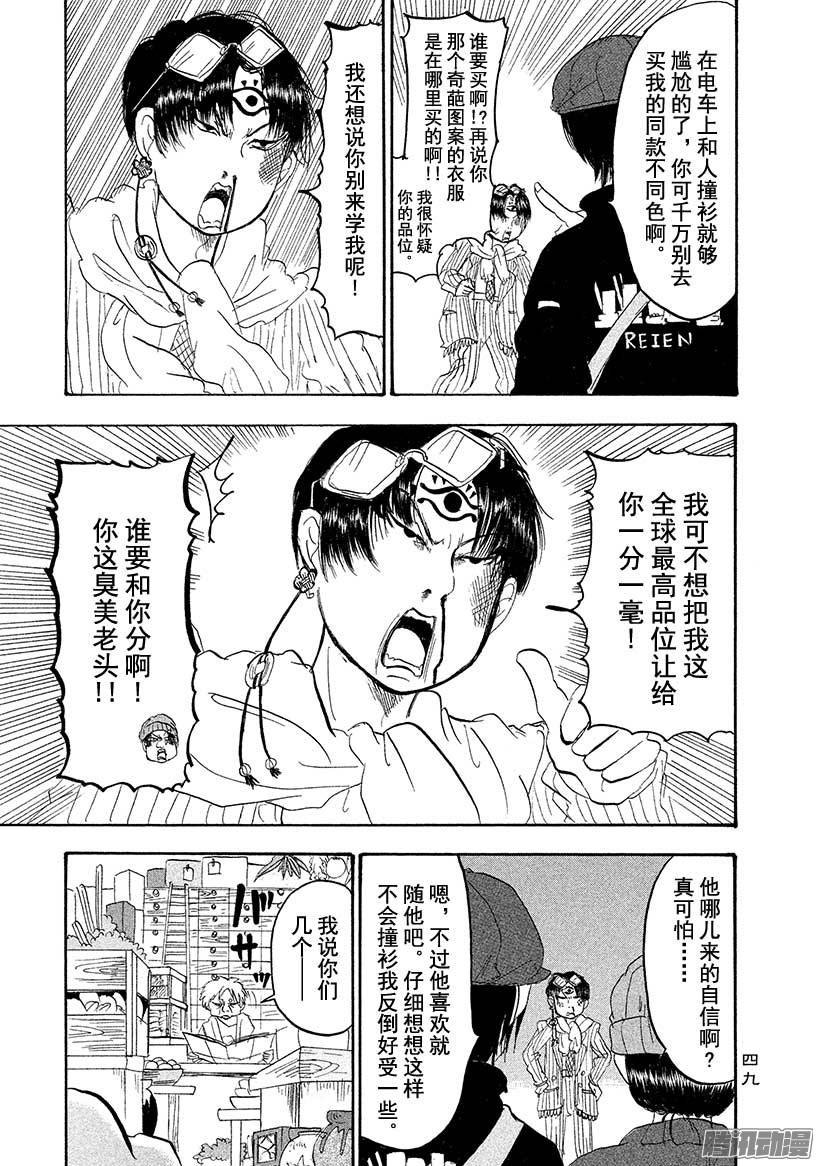 在电车上和人撞衫就够
尴尬的了，你可千万别去
买我的同款不同色啊。
谁要买啊!?再说你
那个奇葩图案的衣服
是在哪里买的啊!!
我很怀疑
你的品位。
REIEN
我还想说你别来学我呢！
我可不想把我这
全球最高品位让给
你一分一毫！
谁要和你分啊！
你这臭美老头!!
他哪儿来的自信啊？
真可怕……
嗯，不过他喜欢就
随他吧。仔细想想这样
不会撞衫我反倒好受一些。
我说你们
几个——
四九
腾讯动漫